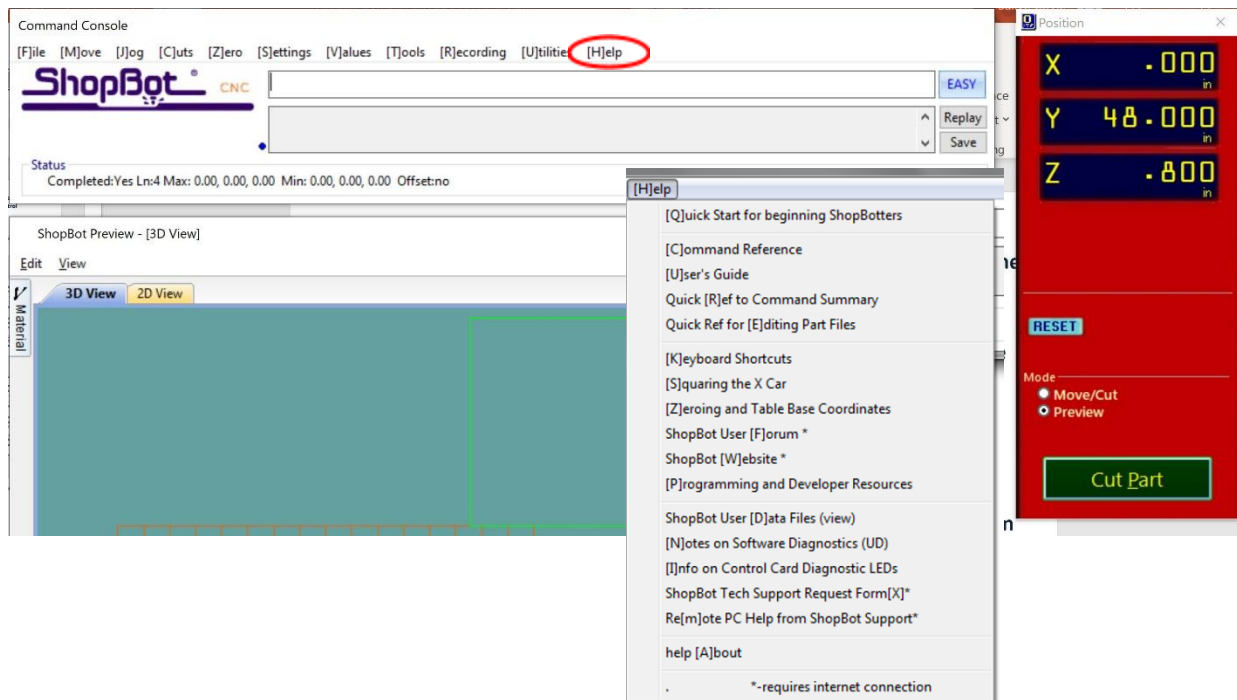 Command Console
[F]ile [M]ove [J]og [C]uts [Z]ero [S]ettings [V]alues [T]ools [R]ecording [U]tilities [H]elp
ShopBot CNC
EASY
Replay
Save
Status
Completed:Yes Ln:4 Max: 0.00, 0.00, 0.00 Min: 0.00, 0.00, 0.00 Offset:no
ShopBot Preview - [3D View]
Edit View
3D View 2D View
Material
[H]elp
[Q]uick Start for beginning ShopBotters
[C]ommand Reference
[U]ser's Guide
Quick [R]ef to Command Summary
Quick Ref for [E]diting Part Files
[K]eyboard Shortcuts
[S]quaring the X Car
[Z]eroing and Table Base Coordinates
ShopBot User [F]orum *
ShopBot [W]ebsite *
[P]rogramming and Developer Resources
ShopBot User [D]ata Files (view)
[N]otes on Software Diagnostics (UD)
[I]nfo on Control Card Diagnostic LEDs
ShopBot Tech Support Request Form[X]*
Re[m]ote PC Help from ShopBot Support*
help [A]bout
. *-requires internet connection
Position
X .000
in
Y 48.000
in
Z .800
in
RESET
Mode
Move/Cut
Preview
Cut Part